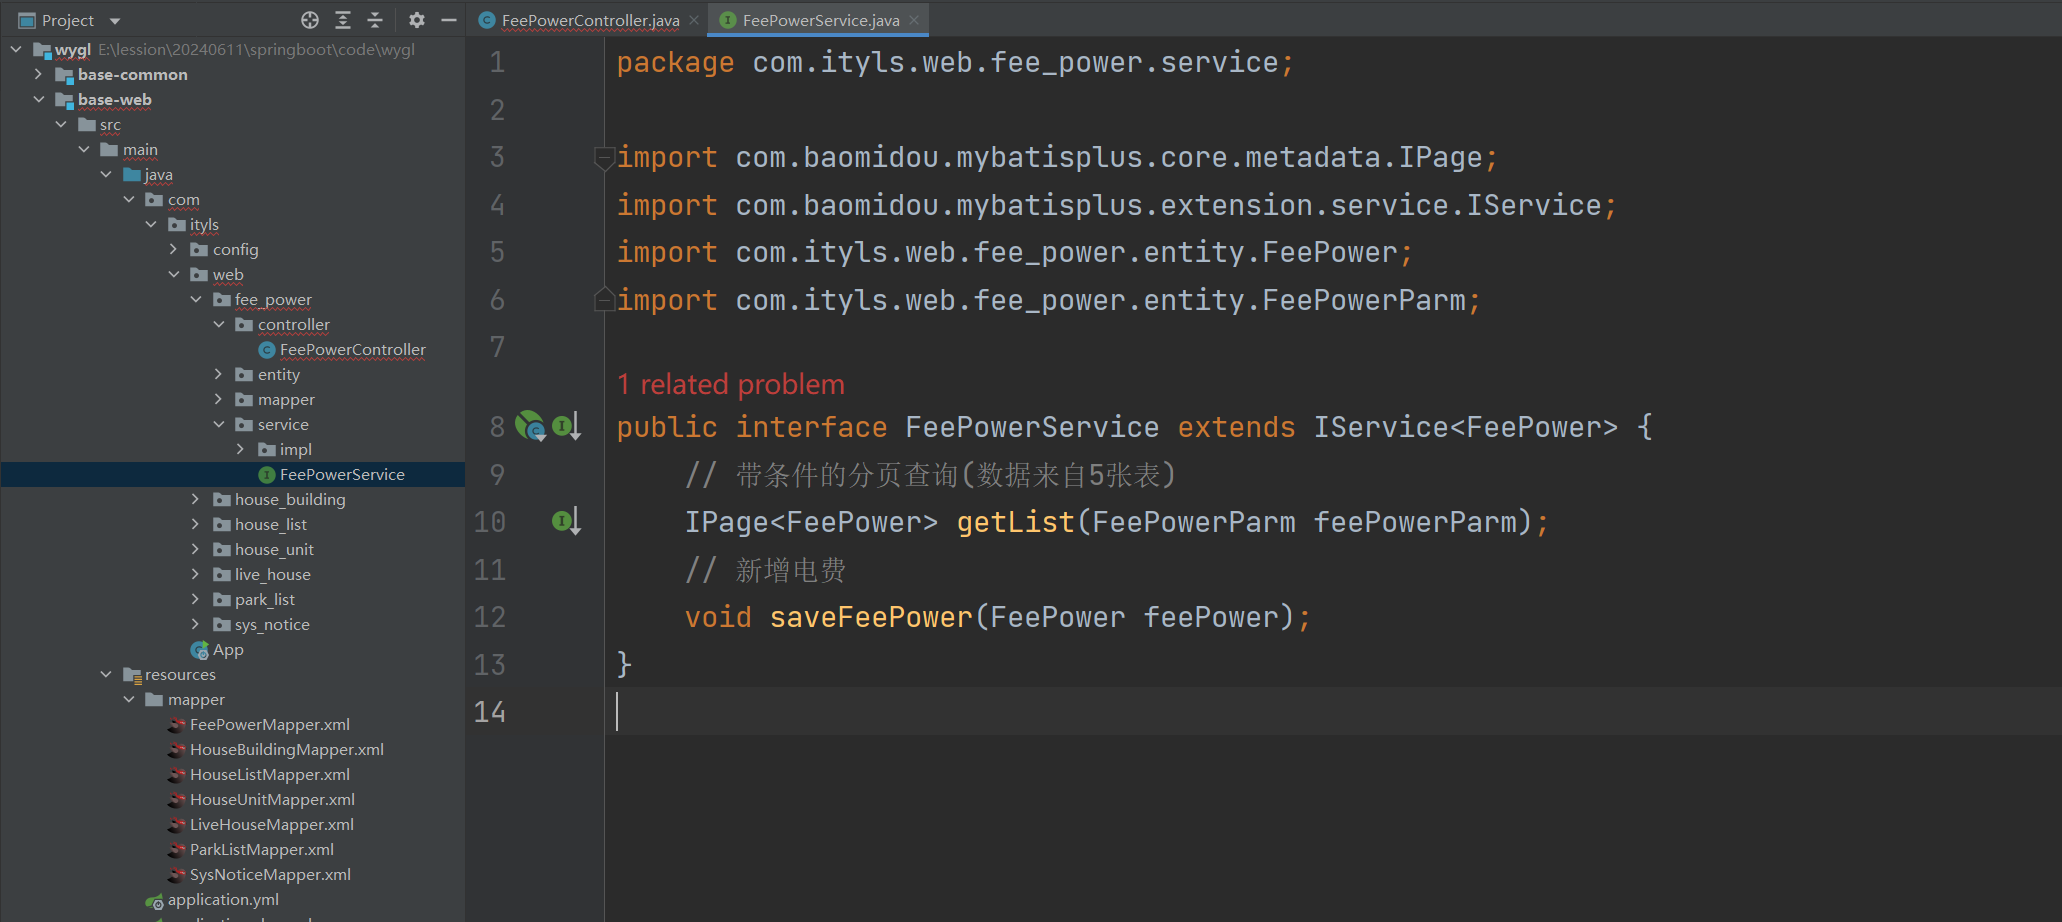 Project
FeePowerController.java
FeePowerService.java
wygl E:\lession\20240611\springboot\code\wygl
base-common
base-web
src
main
java
com
ityls
config
web
fee_power
controller
FeePowerController
entity
mapper
service
impl
FeePowerService
house_building
house_list
house_unit
live_house
park_list
sys_notice
App
resources
mapper
FeePowerMapper.xml
HouseBuildingMapper.xml
HouseListMapper.xml
HouseUnitMapper.xml
LiveHouseMapper.xml
ParkListMapper.xml
SysNoticeMapper.xml
application.yml
1 package com.ityls.web.fee_power.service;
2
3 import com.baomidou.mybatisplus.core.metadata.IPage;
4 import com.baomidou.mybatisplus.extension.service.IService;
5 import com.ityls.web.fee_power.entity.FeePower;
6 import com.ityls.web.fee_power.entity.FeePowerParm;
7
1 related problem
8 public interface FeePowerService extends IService<FeePower> {
9 // 带条件的分页查询(数据来自5张表)
10 IPage<FeePower> getList(FeePowerParm feePowerParm);
11 // 新增电费
12 void saveFeePower(FeePower feePower);
13 }
14